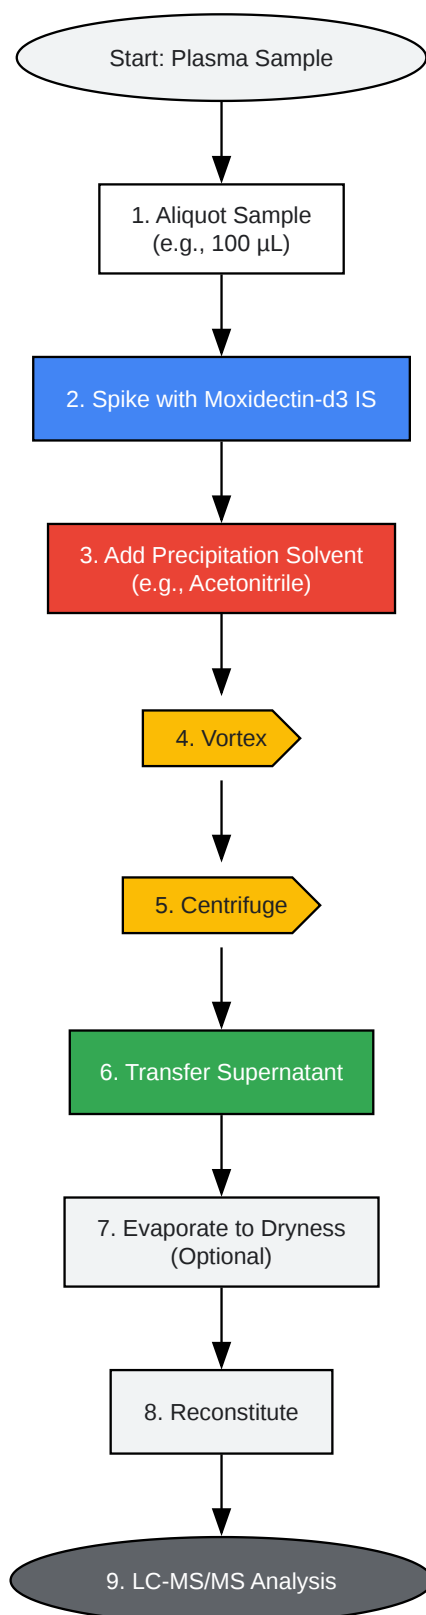 Start: Plasma Sample
1. Aliquot Sample
(e.g., 100 µL)
2. Spike with Moxidectin-d3 IS
3. Add Precipitation Solvent
(e.g., Acetonitrile)
4. Vortex
5. Centrifuge
6. Transfer Supernatant
7. Evaporate to Dryness
(Optional)
8. Reconstitute
9. LC-MS/MS Analysis